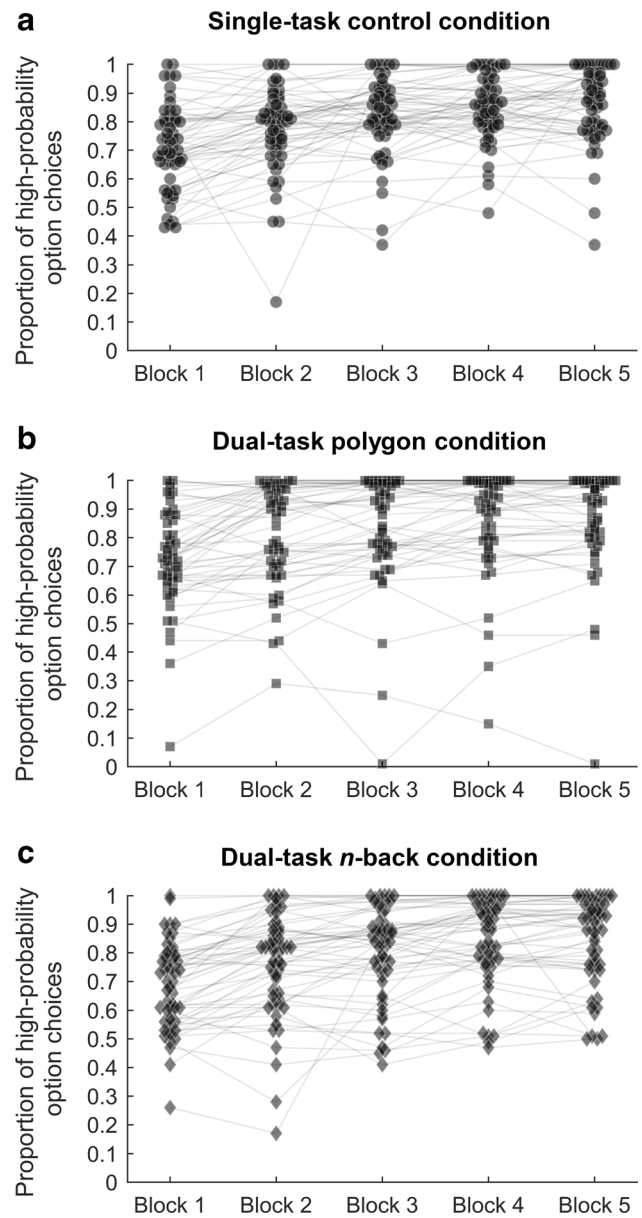 a
Single-task control condition
Proportion of high-probability
option choices
1
0.9
0.8
0.7
0.6
0.5
0.4
0.3
0.2
0.1
0
Block 1 Block 2 Block 3 Block 4 Block 5
b
Dual-task polygon condition
Proportion of high-probability
option choices
1
0.9
0.8
0.7
0.6
0.5
0.4
0.3
0.2
0.1
0
Block 1 Block 2 Block 3 Block 4 Block 5
c
Dual-task n-back condition
Proportion of high-probability
option choices
1
0.9
0.8
0.7
0.6
0.5
0.4
0.3
0.2
0.1
0
Block 1 Block 2 Block 3 Block 4 Block 5